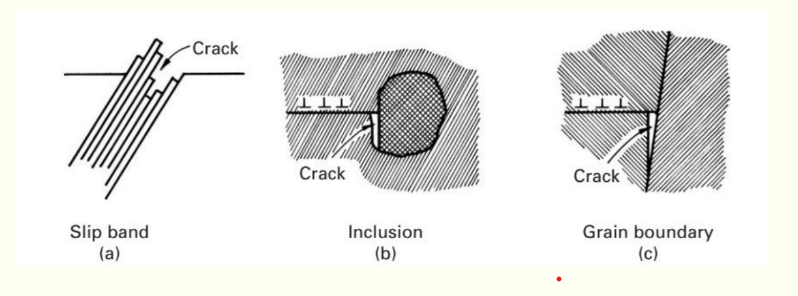 Crack
Crack
Crack
Slip band
(a)
Inclusion
(b)
Grain boundary
(c)